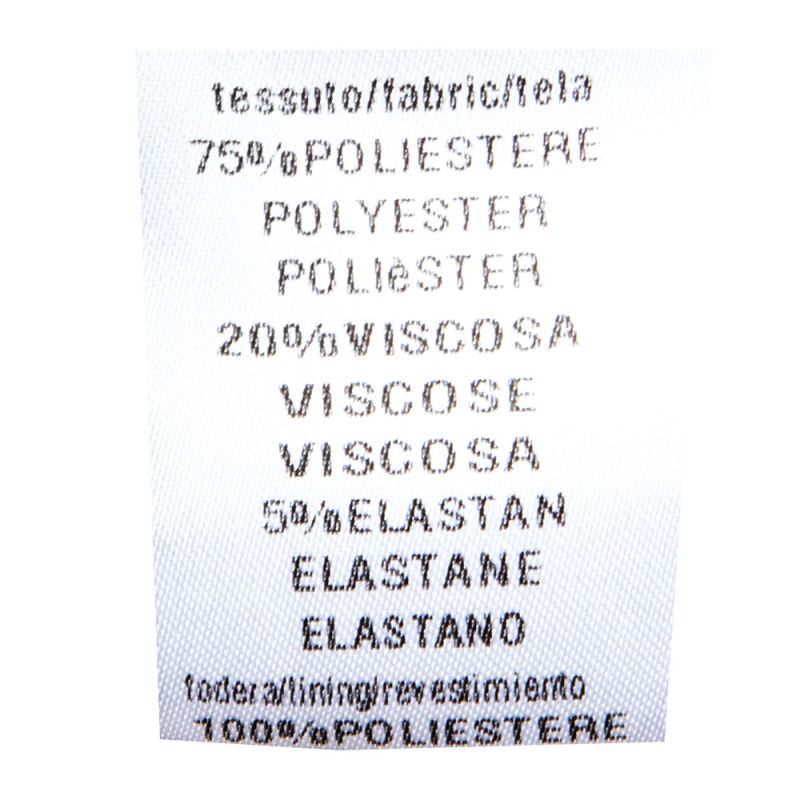 tessuto/fabric/tela
75%POLIESTERE
POLYESTER
POLIèSTER
20%VISCOSA
VISCOSE
VISCOSA
5%ELASTAN
ELASTANE
ELASTANO
fodera/lining/revestimiento
100%POLIESTERE